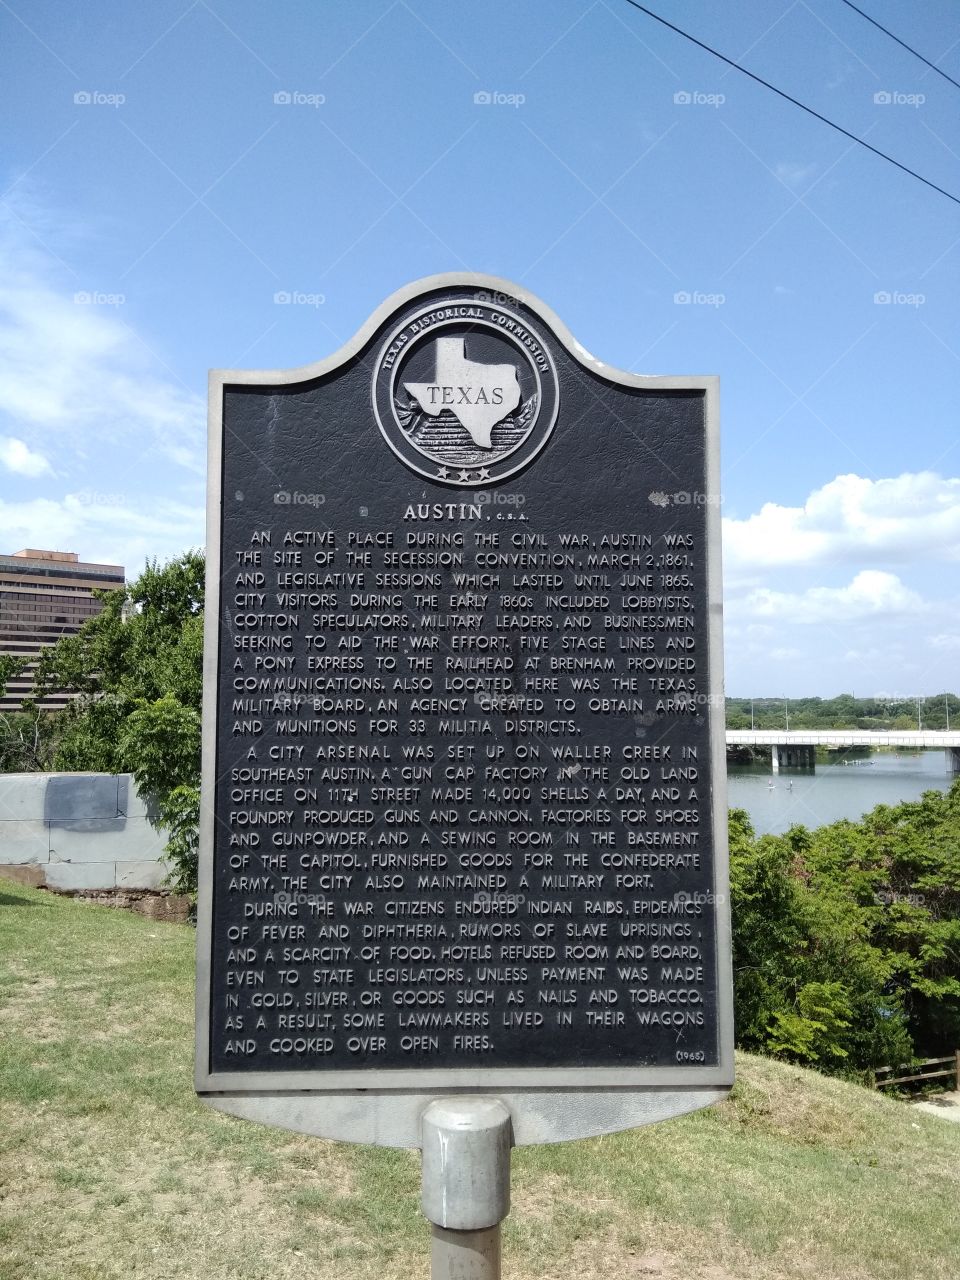 TEXAS HISTORICAL COMMISSION
TEXAS
AUSTIN, C.S.A.
AN ACTIVE PLACE DURING THE CIVIL WAR, AUSTIN WAS
THE SITE OF THE SECESSION CONVENTION, MARCH 2, 1861,
AND LEGISLATIVE SESSIONS WHICH LASTED UNTIL JUNE 1865.
CITY VISITORS DURING THE EARLY 1860s INCLUDED LOBBYISTS,
COTTON SPECULATORS, MILITARY LEADERS, AND BUSINESSMEN
SEEKING TO AID THE WAR EFFORT. FIVE STAGE LINES AND
A PONY EXPRESS TO THE RAILHEAD AT BRENHAM PROVIDED
COMMUNICATIONS. ALSO LOCATED HERE WAS THE TEXAS
MILITARY BOARD, AN AGENCY CREATED TO OBTAIN ARMS
AND MUNITIONS FOR 33 MILITIA DISTRICTS.
A CITY ARSENAL WAS SET UP ON WALLER CREEK IN
SOUTHEAST AUSTIN. A GUN CAP FACTORY IN THE OLD LAND
OFFICE ON 11TH STREET MADE 14,000 SHELLS A DAY, AND A
FOUNDRY PRODUCED GUNS AND CANNON. FACTORIES FOR SHOES
AND GUNPOWDER, AND A SEWING ROOM IN THE BASEMENT
OF THE CAPITOL, FURNISHED GOODS FOR THE CONFEDERATE
ARMY. THE CITY ALSO MAINTAINED A MILITARY FORT.
DURING THE WAR CITIZENS ENDURED INDIAN RAIDS, EPIDEMICS
OF FEVER AND DIPHTHERIA, RUMORS OF SLAVE UPRISINGS,
AND A SCARCITY OF FOOD. HOTELS REFUSED ROOM AND BOARD,
EVEN TO STATE LEGISLATORS, UNLESS PAYMENT WAS MADE
IN GOLD, SILVER, OR GOODS SUCH AS NAILS AND TOBACCO.
AS A RESULT, SOME LAWMAKERS LIVED IN THEIR WAGONS
AND COOKED OVER OPEN FIRES.
(1965)